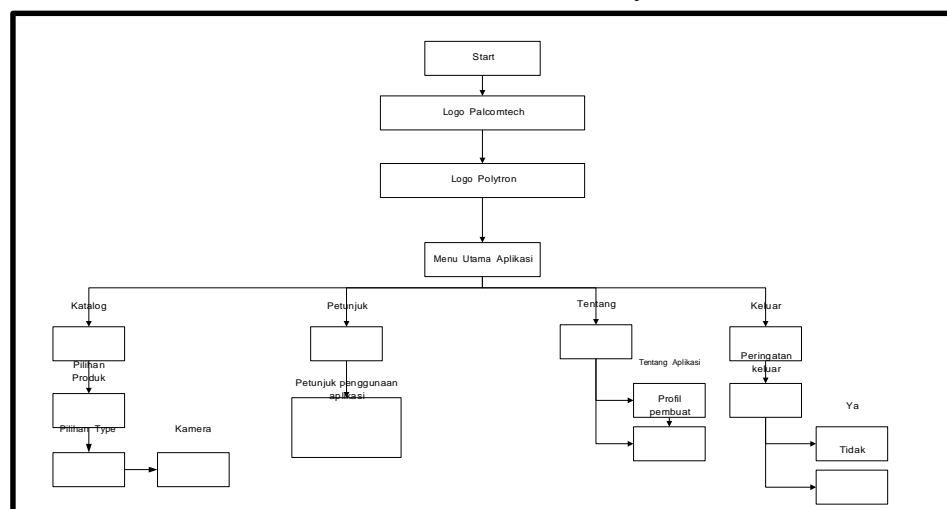 Start
Logo Palcomtech
Logo Polytron
Menu Utama Aplikasi
Katalog
Petunjuk
Tentang
Keluar
Pilihan
Produk
Petunjuk penggunaan
aplikasi
Tentang Aplikasi
Peringatan
keluar
Profil
pembuat
Pilihan Type
Kamera
Ya
Tidak